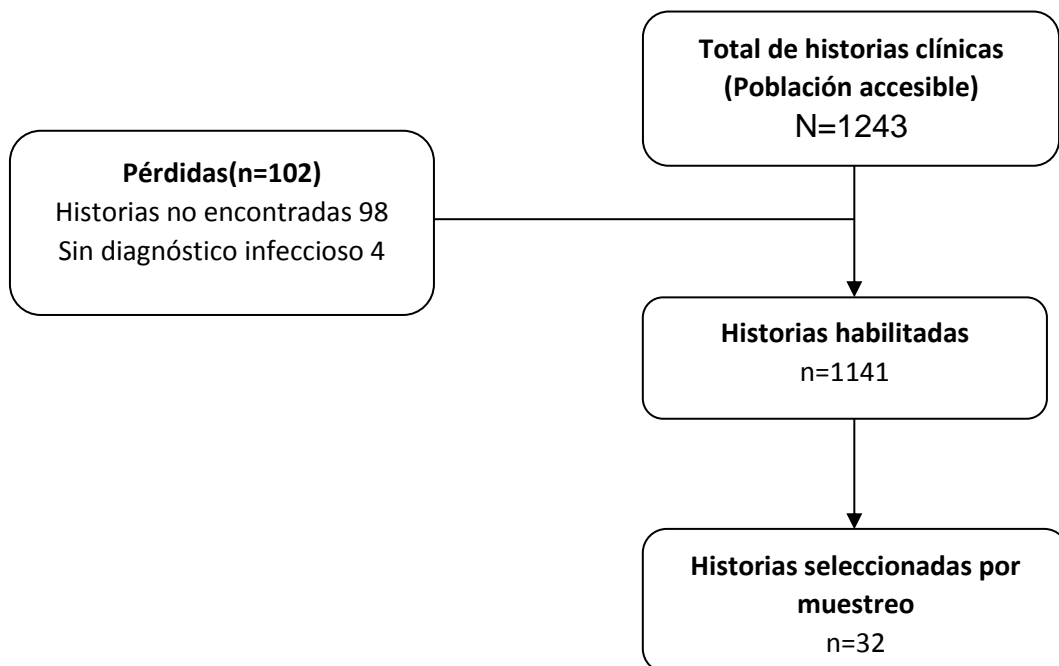 Total de historias clínicas
(Población accesible)
N=1243
Pérdidas(n=102)
Historias no encontradas 98
Sin diagnóstico infeccioso 4
Historias habilitadas
n=1141
Historias seleccionadas por
muestreo
n=32